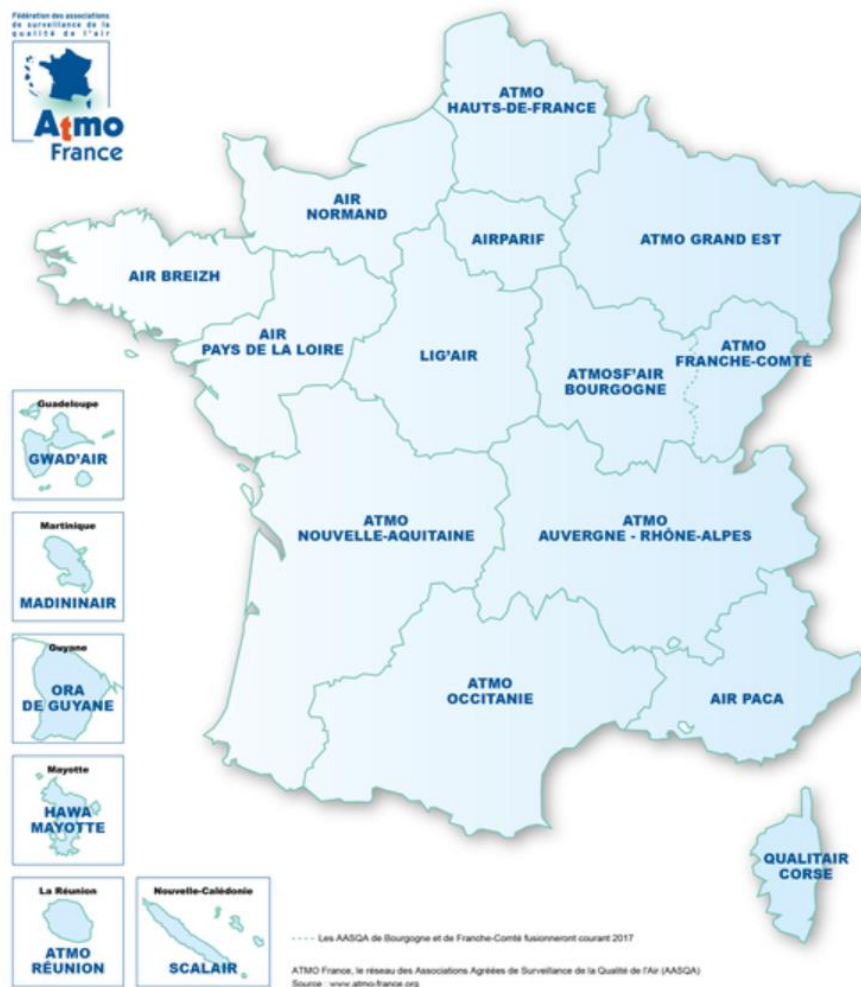 Fédération des associations
de surveillance de la
qualité de l'air
Atmo
France
ATMO
HAUTS-DE-FRANCE
AIR
NORMAND
AIRPARIF
ATMO GRAND EST
AIR BREIZH
AIR
PAYS DE LA LOIRE
LIG'AIR
ATMOSF'AIR
BOURGOGNE
ATMO
FRANCHE-COMTÉ
Guadeloupe
GWAD'AIR
ATMO
NOUVELLE-AQUITAINE
ATMO
AUVERGNE - RHÔNE-ALPES
Martinique
MADININAIR
Guyane
ORA
DE GUYANE
ATMO
OCCITANIE
AIR PACA
Mayotte
HAWA
MAYOTTE
QUALITAIR
CORSE
La Réunion
ATMO
RÉUNION
Nouvelle-Calédonie
SCALAIR
Les AASQA de Bourgogne et de Franche-Comté fusionneront courant 2017
ATMO France, le réseau des Associations Agréées de Surveillance de la Qualité de l'Air (AASQA)
Source : www.atmo-france.org